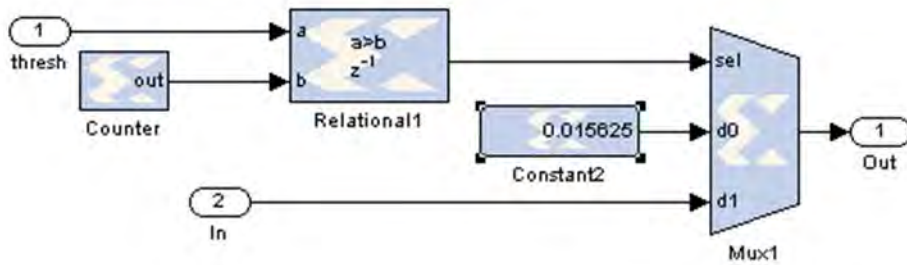 1
thresh
out
Counter
a
b
a>b
z⁻¹
Relational1
0.015625
Constant2
2
In
sel
d0
d1
Mux1
1
Out